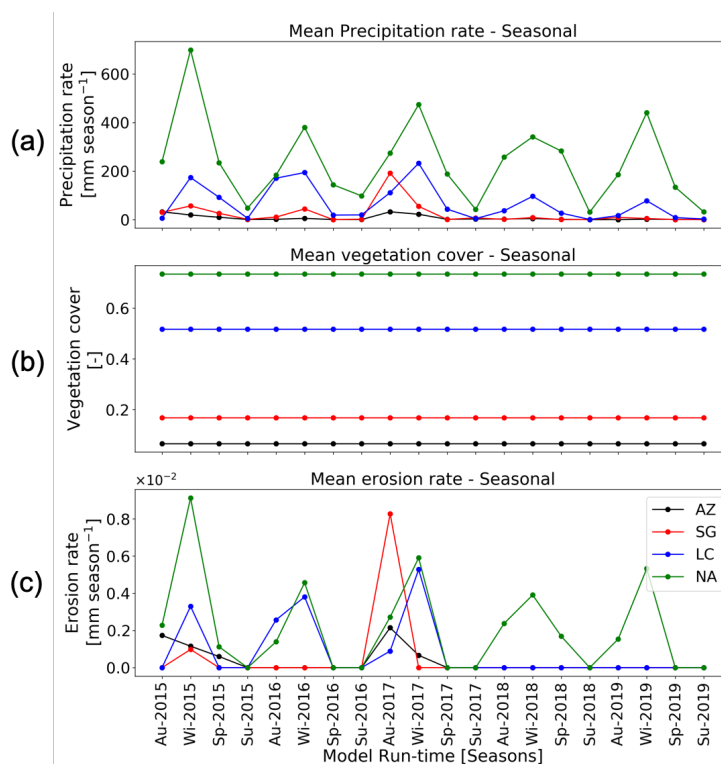 Mean Precipitation rate - Seasonal
(a)
Precipitation rate
[mm season⁻¹]
600
400
200
0
Mean vegetation cover - Seasonal
(b)
Vegetation cover
[-]
0.6
0.4
0.2
×10⁻²
Mean erosion rate - Seasonal
(c)
Erosion rate
[mm season⁻¹]
0.8
0.6
0.4
0.2
0.0
AZ
SG
LC
NA
Au-2015
Wi-2015
Sp-2015
Su-2015
Au-2016
Wi-2016
Sp-2016
Su-2016
Au-2017
Wi-2017
Sp-2017
Su-2017
Au-2018
Wi-2018
Sp-2018
Su-2018
Au-2019
Wi-2019
Sp-2019
Su-2019
Model Run-time [Seasons]